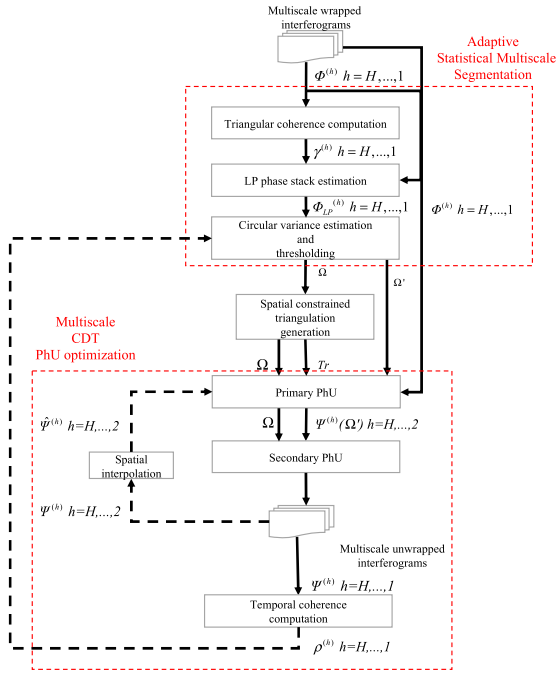 Multiscale wrapped
interferograms
Adaptive
Statistical Multiscale
Segmentation
Φ^(h) h = H,...,1
Triangular coherence computation
γ^(h) h = H,...,1
LP phase stack estimation
Φ_LP^(h) h = H,...,1
Φ^(h) h = H,...,1
Circular variance estimation
and
thresholding
Ω
Ω'
Spatial constrained
triangulation
generation
Multiscale
CDT
PhU optimization
Ω
Tr
Primary PhU
Ψ̂^(h) h=H,...,2
Ω
Ψ^(h)(Ω') h=H,...,2
Secondary PhU
Spatial
interpolation
Ψ^(h) h=H,...,2
Multiscale unwrapped
interferograms
Ψ^(h) h=H,...,1
Temporal coherence
computation
ρ^(h) h=H,...,1